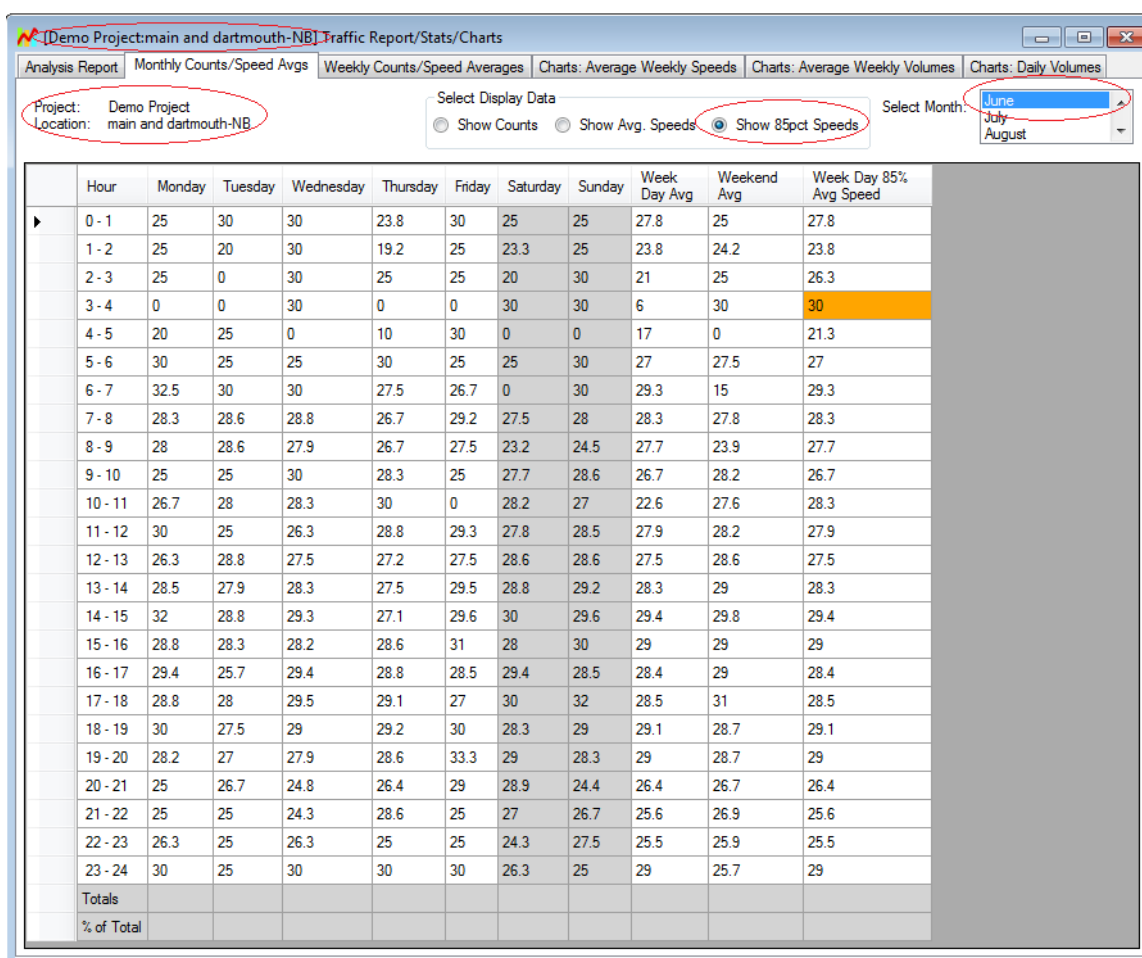 [Demo Project:main and dartmouth-NB] Traffic Report/Stats/Charts
Analysis Report Monthly Counts/Speed Avgs Weekly Counts/Speed Averages Charts: Average Weekly Speeds Charts: Average Weekly Volumes Charts: Daily Volumes
Project: Demo Project
Location: main and dartmouth-NB
Select Display Data
Show Counts Show Avg. Speeds Show 85pct Speeds
Select Month:
June
July
August
Hour Monday Tuesday Wednesday Thursday Friday Saturday Sunday Week Day Avg Weekend Avg Week Day 85% Avg Speed
0 - 1 25 30 30 23.8 30 25 25 27.8 25 27.8
1 - 2 25 20 30 19.2 25 23.3 25 23.8 24.2 23.8
2 - 3 25 0 30 25 25 20 30 21 25 26.3
3 - 4 0 0 30 0 0 30 30 6 30 30
4 - 5 20 25 0 10 30 0 0 17 0 21.3
5 - 6 30 25 25 30 25 25 30 27 27.5 27
6 - 7 32.5 30 30 27.5 26.7 0 30 29.3 15 29.3
7 - 8 28.3 28.6 28.8 26.7 29.2 27.5 28 28.3 27.8 28.3
8 - 9 28 28.6 27.9 26.7 27.5 23.2 24.5 27.7 23.9 27.7
9 - 10 25 25 30 28.3 25 27.7 28.6 26.7 28.2 26.7
10 - 11 26.7 28 28.3 30 0 28.2 27 22.6 27.6 28.3
11 - 12 30 25 26.3 28.8 29.3 27.8 28.5 27.9 28.2 27.9
12 - 13 26.3 28.8 27.5 27.2 27.5 28.6 28.6 27.5 28.6 27.5
13 - 14 28.5 27.9 28.3 27.5 29.5 28.8 29.2 28.3 29 28.3
14 - 15 32 28.8 29.3 27.1 29.6 30 29.6 29.4 29.8 29.4
15 - 16 28.8 28.3 28.2 28.6 31 28 30 29 29 29
16 - 17 29.4 25.7 29.4 28.8 28.5 29.4 28.5 28.4 29 28.4
17 - 18 28.8 28 29.5 29.1 27 30 32 28.5 31 28.5
18 - 19 30 27.5 29 29.2 30 28.3 29 29.1 28.7 29.1
19 - 20 28.2 27 27.9 28.6 33.3 29 28.3 29 28.7 29
20 - 21 25 26.7 24.8 26.4 29 28.9 24.4 26.4 26.7 26.4
21 - 22 25 25 24.3 28.6 25 27 26.7 25.6 26.9 25.6
22 - 23 26.3 25 26.3 25 25 24.3 27.5 25.5 25.9 25.5
23 - 24 30 25 30 30 30 26.3 25 29 25.7 29
Totals
% of Total